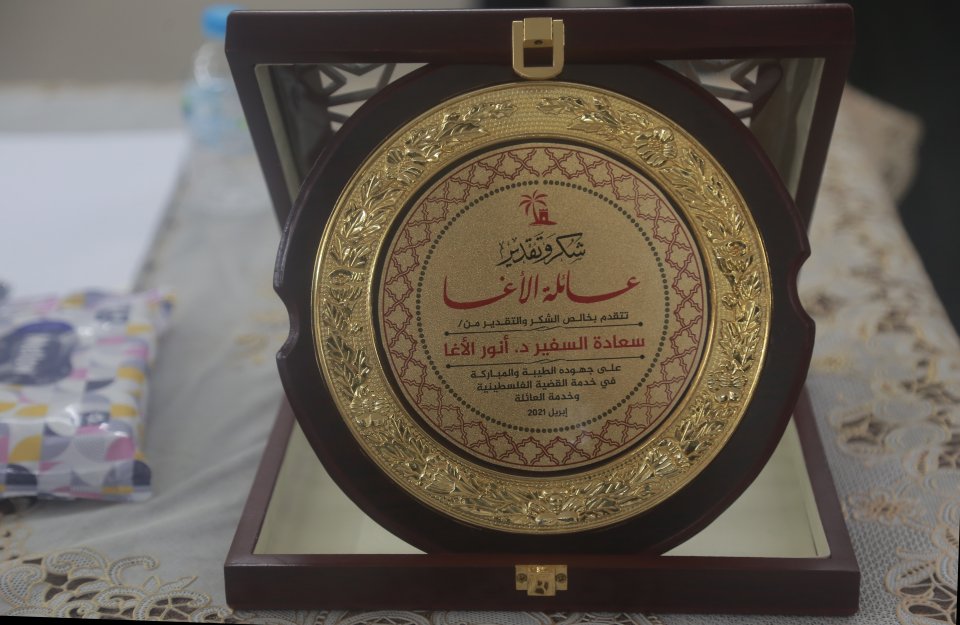 شكر وتقدير
عائلة الأغا
تتقدم بخالص الشكر والتقدير من/
سعادة السفير د. أنور الأغا
على جهوده الطيبة والمباركة
في خدمة القضية الفلسطينية
وخدمة العائلة
إبريل 2021